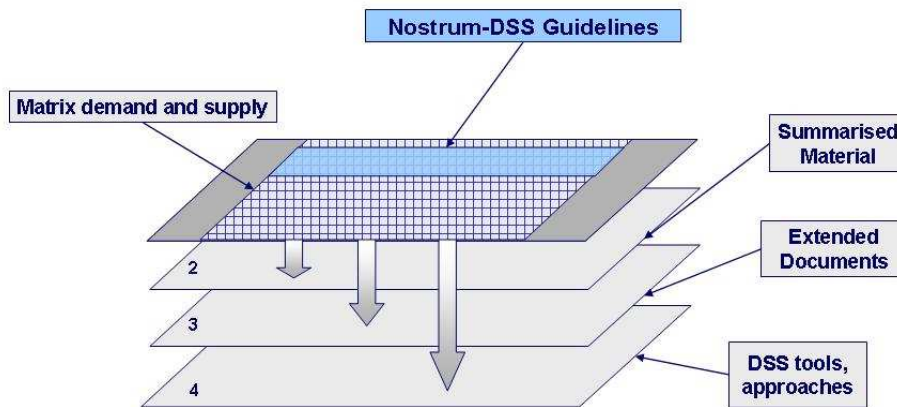 Nostrum-DSS Guidelines
Matrix demand and supply
Summarised
Material
Extended
Documents
2
3
4
DSS tools,
approaches